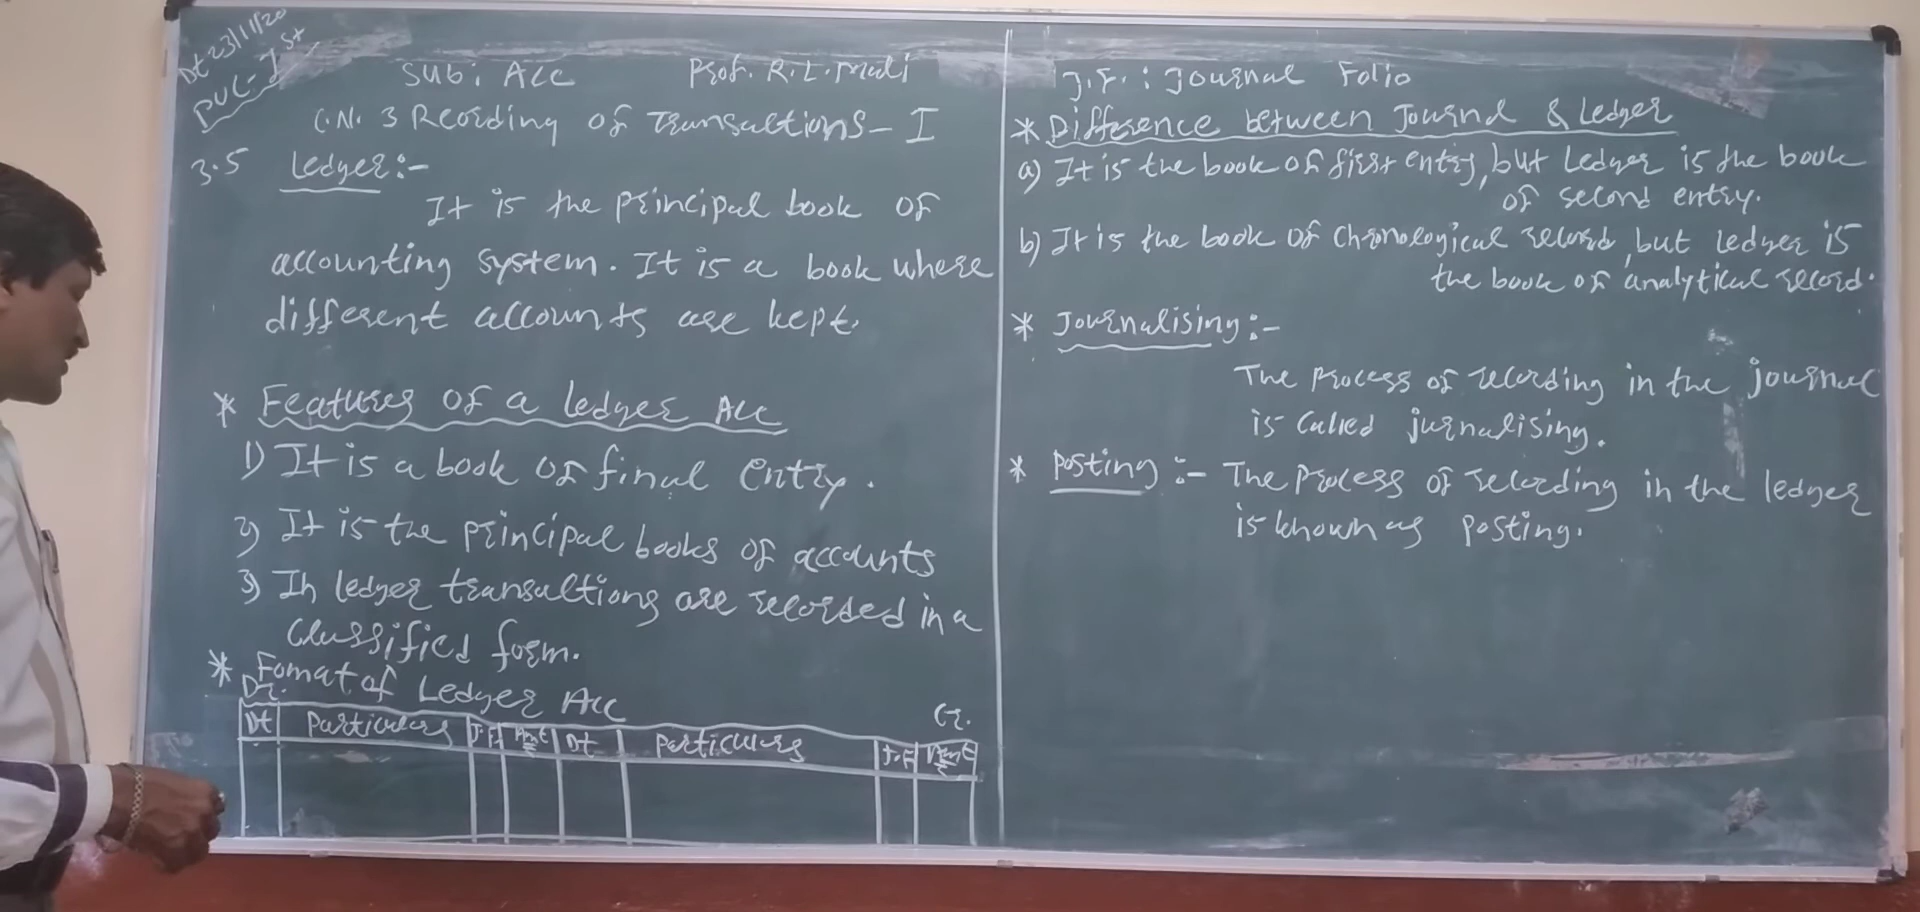 Dt 23/1/20
PUC-I st
Sub: Acc Prof. R.L. Mali
C.N. 3 Reording of Transactions - I
3.5 Ledger:-
It is the principal book of
accounting system. It is a book where
different accounts are kept.
* Features of a ledger Acc
1) It is a book of final Entry.
2) It is the principal books of accounts
3) In ledger transactions are recorded in a
Classified form.
* Fomat of Ledger Acc
Dr. Cr.
Dt Particulars J.F Amt Dt Particulars J.F Amt
J.F. : Journal Folio
* Difference between Journal & Ledger
a) It is the book of first entry, but Ledger is the book
of second entry.
b) It is the book of Chronological record, but ledger is
the book of analytical record.
* Journalising:-
The process of recording in the journal
is Called jurnalising.
* Posting :- The process of recording in the ledger
is known as posting.